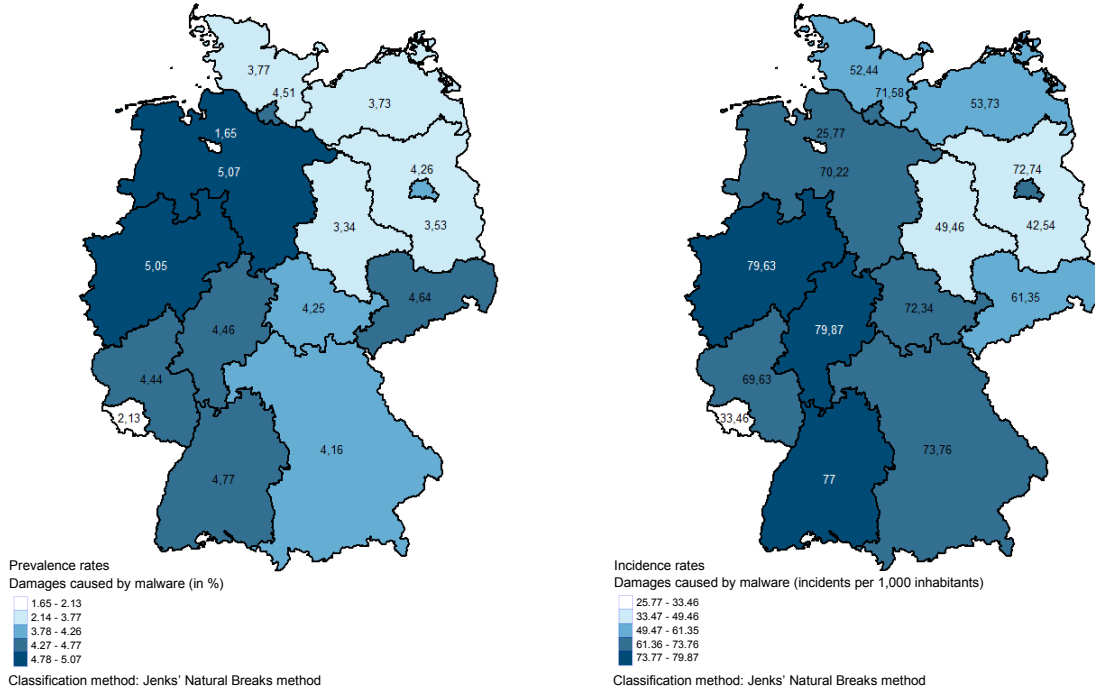 3,77
4,51
3,73
1,65
5,07
4,26
3,53
3,34
5,05
4,64
4,25
4,46
4,44
2,13
4,16
4,77
Prevalence rates
Damages caused by malware (in %)
1.65 - 2.13
2.14 - 3.77
3.78 - 4.26
4.27 - 4.77
4.78 - 5.07
Classification method: Jenks' Natural Breaks method
52,44
71,58
53,73
25,77
70,22
72,74
42,54
49,46
79,63
61,35
72,34
79,87
69,63
33,46
73,76
77
Incidence rates
Damages caused by malware (incidents per 1,000 inhabitants)
25.77 - 33.46
33.47 - 49.46
49.47 - 61.35
61.36 - 73.76
73.77 - 79.87
Classification method: Jenks' Natural Breaks method